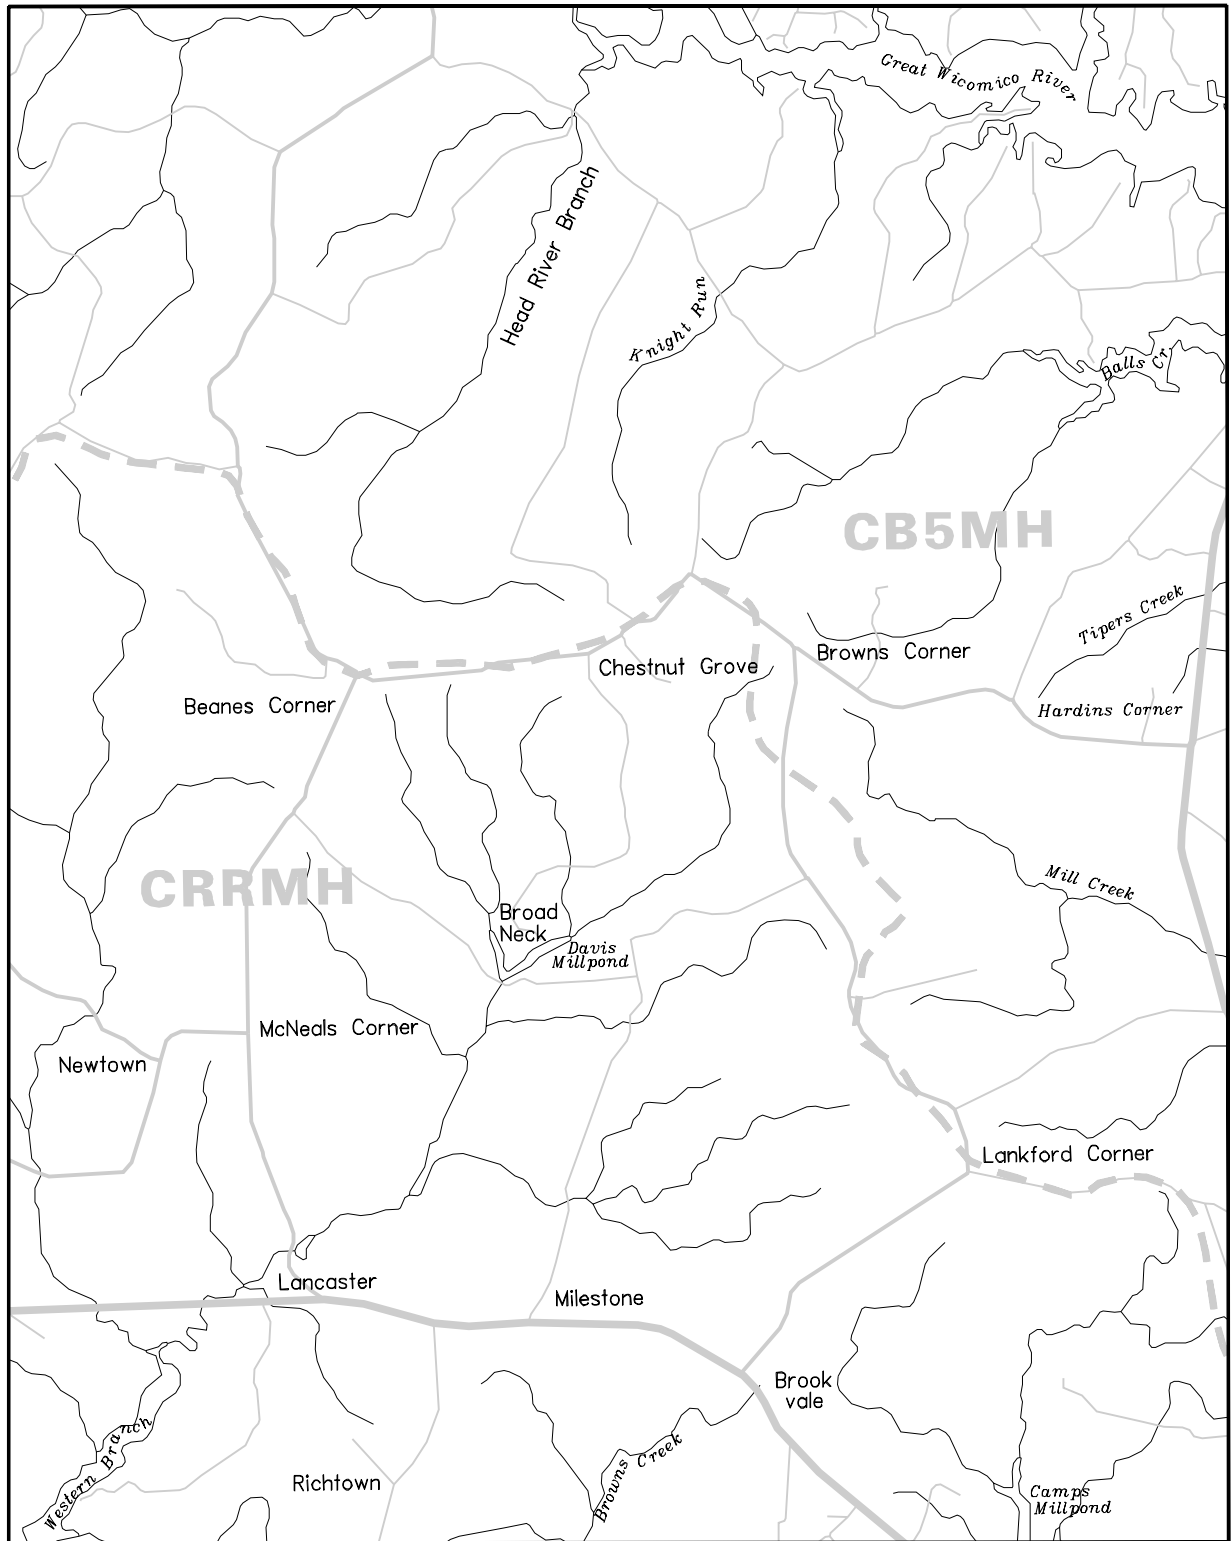 Great Wicomico River
Head River Branch
Knight Run
Balls Cr.
CB5MH
Tipers Creek
Browns Corner
Chestnut Grove
Beanes Corner
Hardins Corner
CRRMH
Mill Creek
Broad
Neck
Davis
Millpond
McNeals Corner
Newtown
Lankford Corner
Lancaster
Milestone
Brook
vale
Western Branch
Browns Creek
Richtown
Camps
Millpond